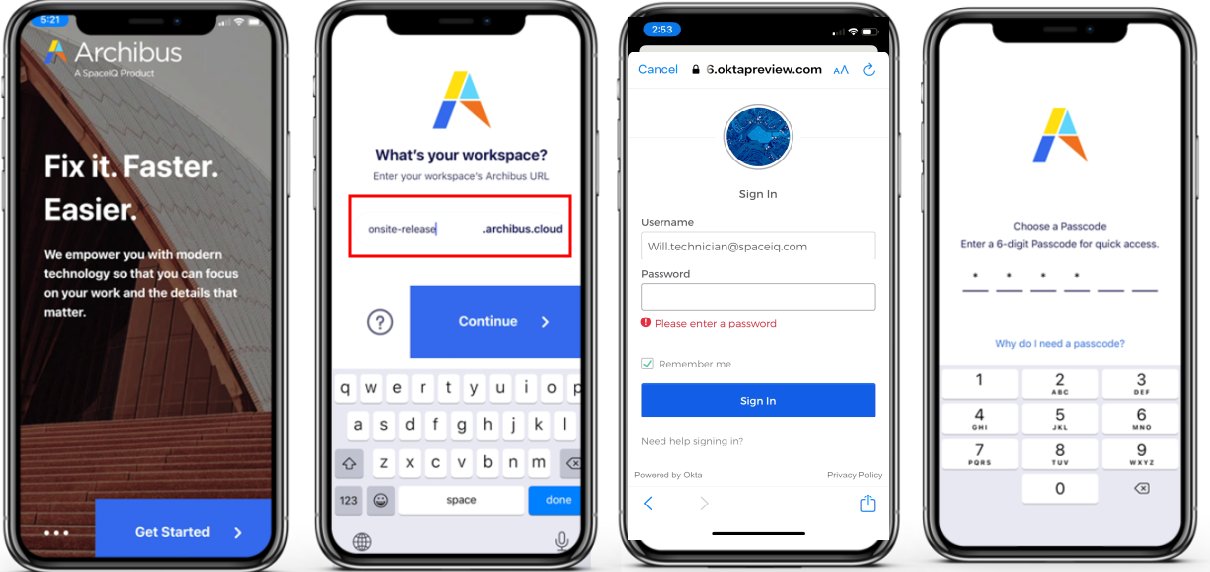 5:21
Archibus
A SpaceIQ Product
Fix it. Faster.
Easier.
We empower you with modern
technology so that you can focus
on your work and the details that
matter.
Get Started
What's your workspace?
Enter your workspace's Archibus URL
onsite-release .archibus.cloud
?
Continue
q w e r t y u i o p
a s d f g h j k l
z x c v b n m
123 space done
2:53
Cancel 6.oktapreview.com AA
Sign In
Username
Will.technician@spaceiq.com
Password
Please enter a password
Remember me
Sign In
Need help signing in?
Powered by Okta Privacy Policy
Choose a Passcode
Enter a 6-digit Passcode for quick access.
* * * *
Why do I need a passcode?
1 2 3
ABC DEF
4 5 6
GHI JKL MNO
7 8 9
PQRS TUV WXYZ
0